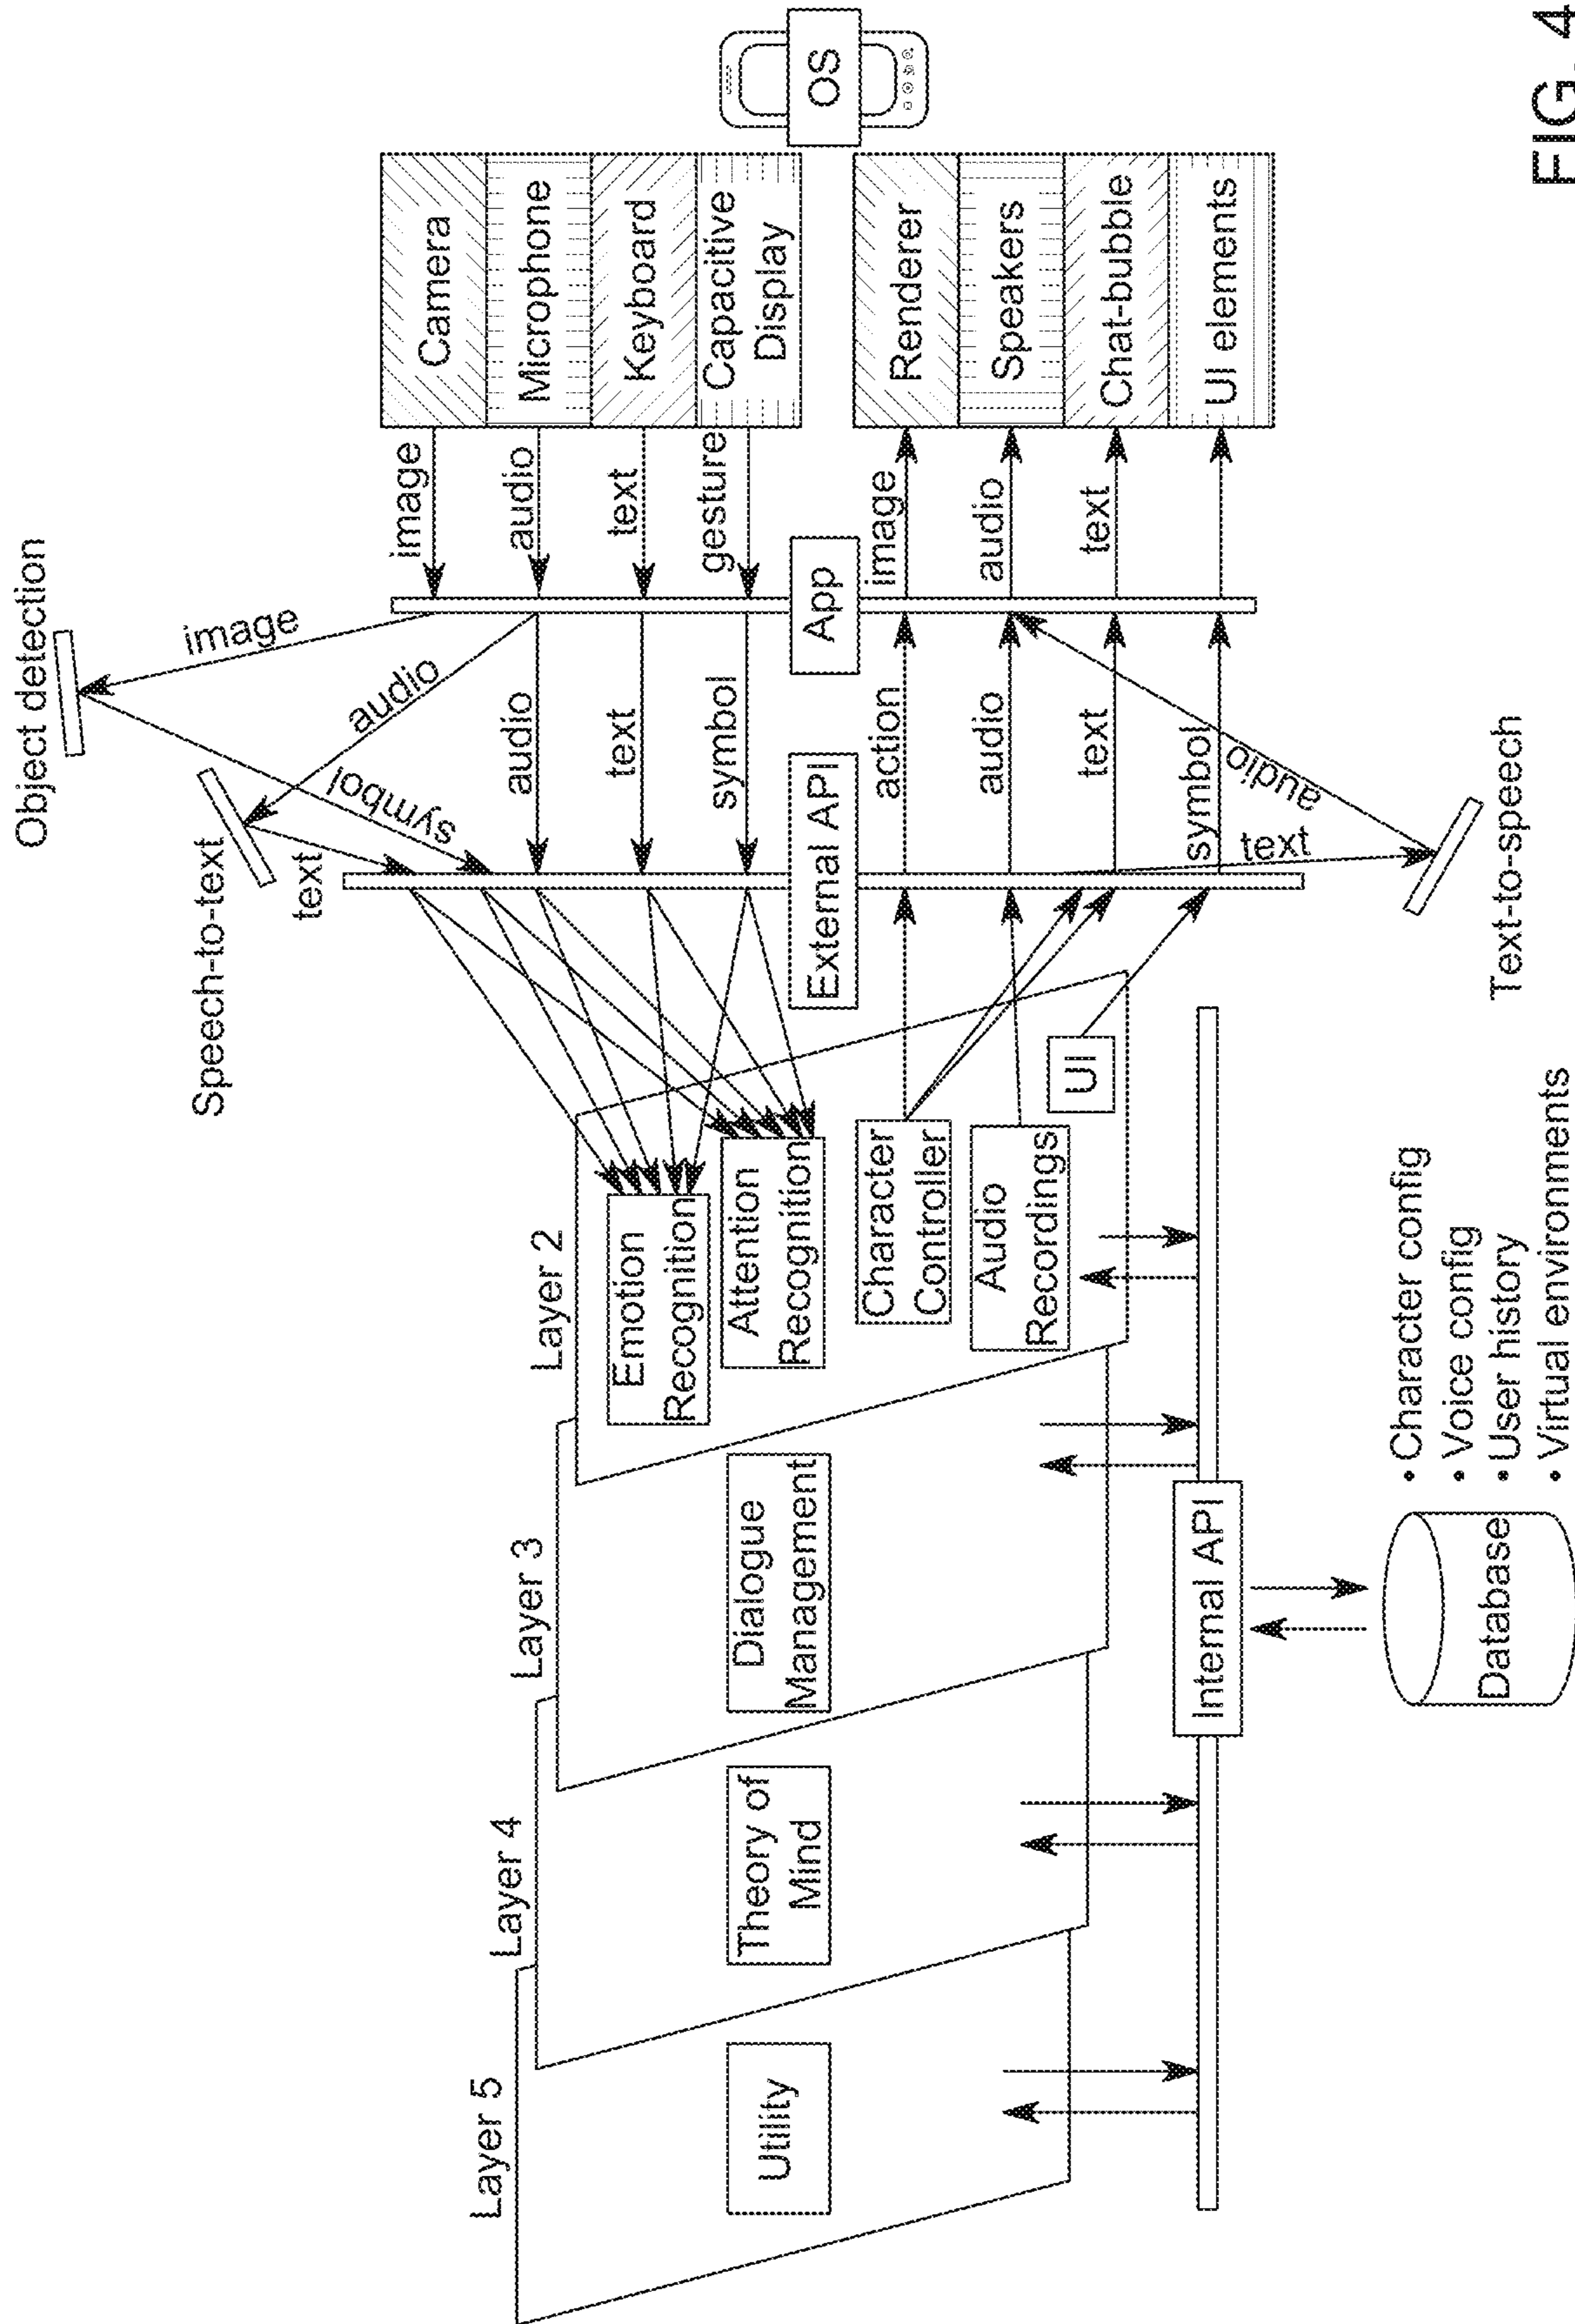 Object detection
Speech-to-text
image
audio
symbol
text
Camera
Microphone
Keyboard
Capacitive
Display
image
audio
text
gesture
audio
text
symbol
OS
App
External API
Renderer
Speakers
Chat-bubble
UI elements
image
audio
text
action
audio
text
symbol
audio
text
Text-to-speech
Layer 2
Emotion
Recognition
Attention
Recognition
Character
Controller
Audio
Recordings
UI
Layer 3
Dialogue
Management
Layer 4
Theory of
Mind
Layer 5
Utility
Internal API
Database
• Character config
• Voice config
• User history
• Virtual environments
FIG. 4